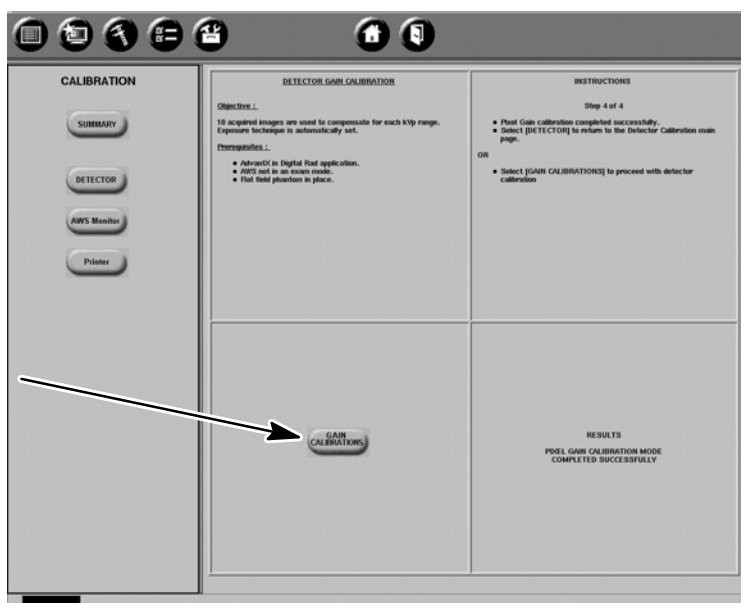 CALIBRATION
SUMMARY
DETECTOR
AWS Monitor
Printer
DETECTOR GAIN CALIBRATION
Objective :
10 acquired images are used to compensate for each kVp range.
Exposure technique is automatically set.
Prerequisites :
● AdvantX in Digital Rad application.
● AWS not in an exam mode.
● Flat field phantom in place.
INSTRUCTIONS
Step 4 of 4
● Pixel Gain calibration completed successfully.
● Select [DETECTOR] to return to the Detector Calibration main
page.
OR
● Select [GAIN CALIBRATIONS] to proceed with detector
calibration
GAIN
CALIBRATIONS
RESULTS
PIXEL GAIN CALIBRATION MODE
COMPLETED SUCCESSFULLY